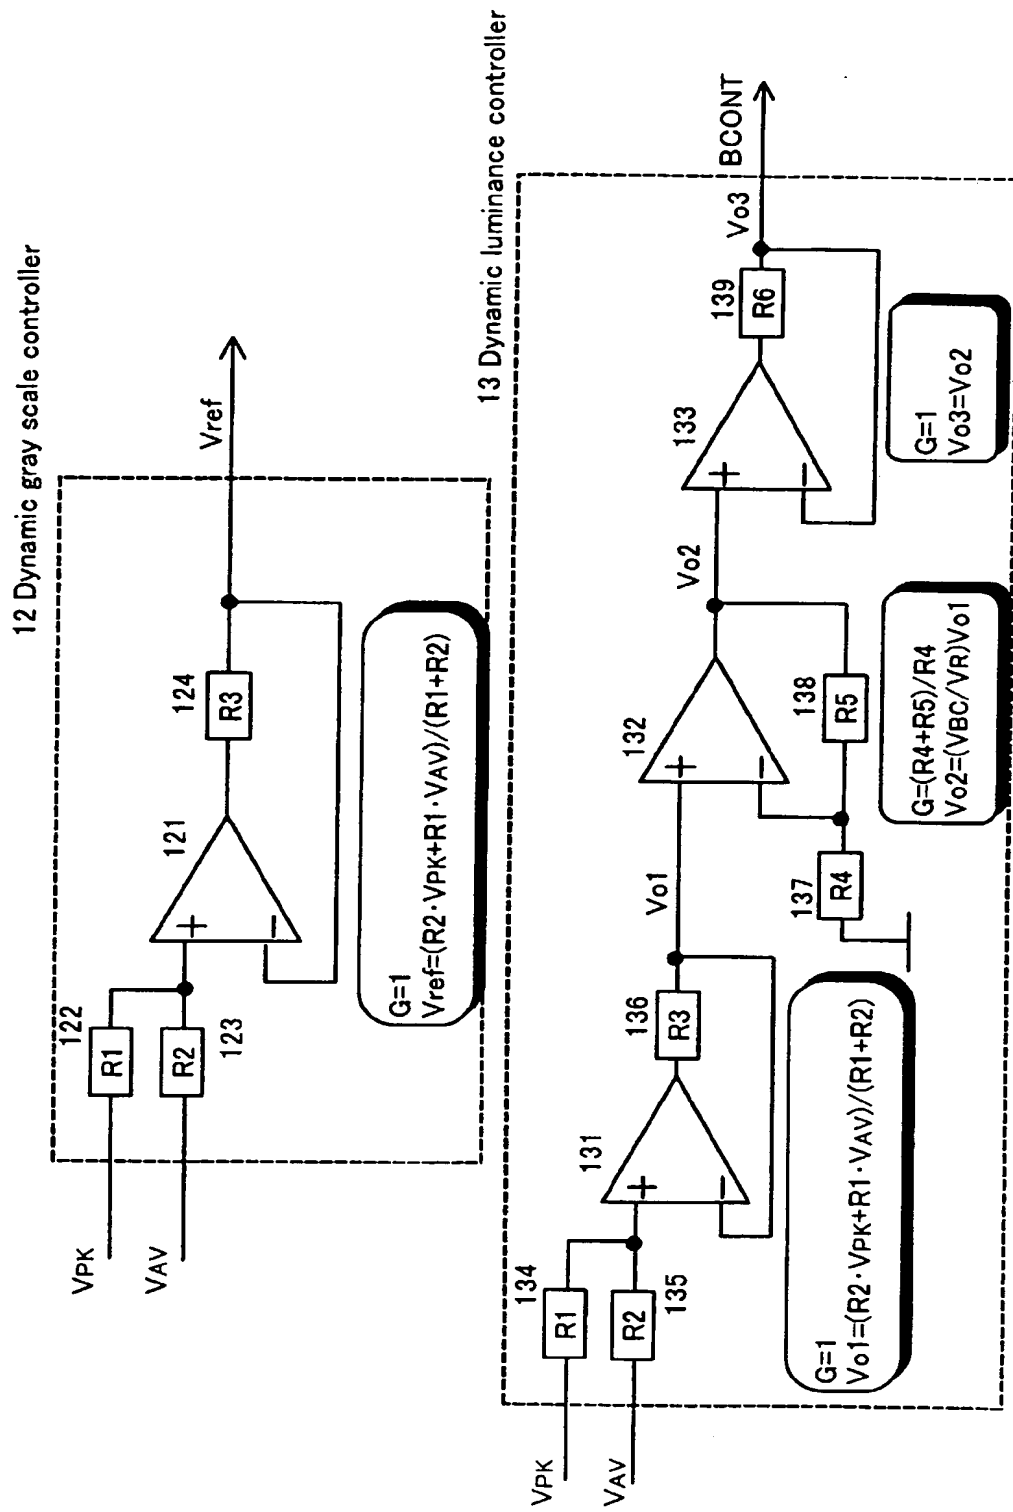 12 Dynamic gray scale controller
VPK
VAV
122
R1
R2
123
121
+
−
124
R3
Vref
G=1
Vref=(R2·VPK+R1·VAV)/(R1+R2)
13 Dynamic luminance controller
VPK
VAV
134
R1
R2
135
131
+
−
136
R3
Vo1
132
+
−
137
R4
138
R5
Vo2
133
+
−
139
R6
Vo3
BCONT
G=1
Vo1=(R2·VPK+R1·VAV)/(R1+R2)
G=(R4+R5)/R4
Vo2=(VBC/VR)Vo1
G=1
Vo3=Vo2